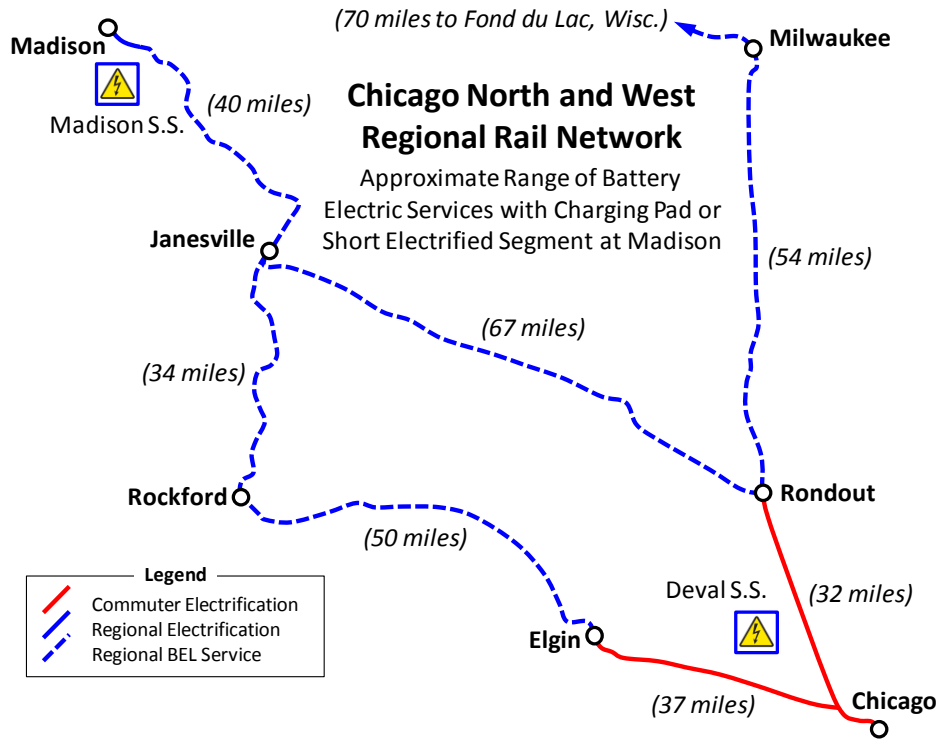 (70 miles to Fond du Lac, Wisc.)
Milwaukee
Madison
(40 miles)
Madison S.S.
Chicago North and West
Regional Rail Network
Approximate Range of Battery
Electric Services with Charging Pad or
Short Electrified Segment at Madison
Janesville
(54 miles)
(67 miles)
(34 miles)
Rockford
Rondout
(50 miles)
Legend
Commuter Electrification
Regional Electrification
Regional BEL Service
Deval S.S.
(32 miles)
Elgin
(37 miles)
Chicago